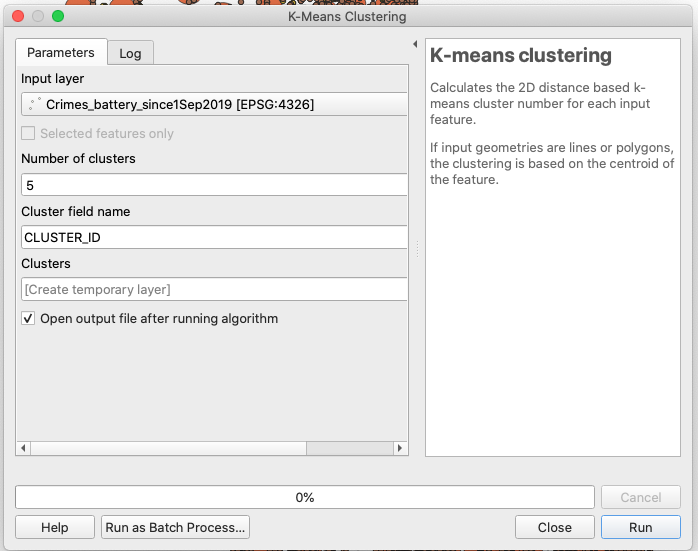 K-Means Clustering
Parameters
Log
Input layer
Crimes_battery_since1Sep2019 [EPSG:4326]
Selected features only
Number of clusters
5
Cluster field name
CLUSTER_ID
Clusters
[Create temporary layer]
Open output file after running algorithm
K-means clustering
Calculates the 2D distance based k-
means cluster number for each input
feature.
If input geometries are lines or polygons,
the clustering is based on the centroid of
the feature.
0%
Cancel
Help
Run as Batch Process...
Close
Run